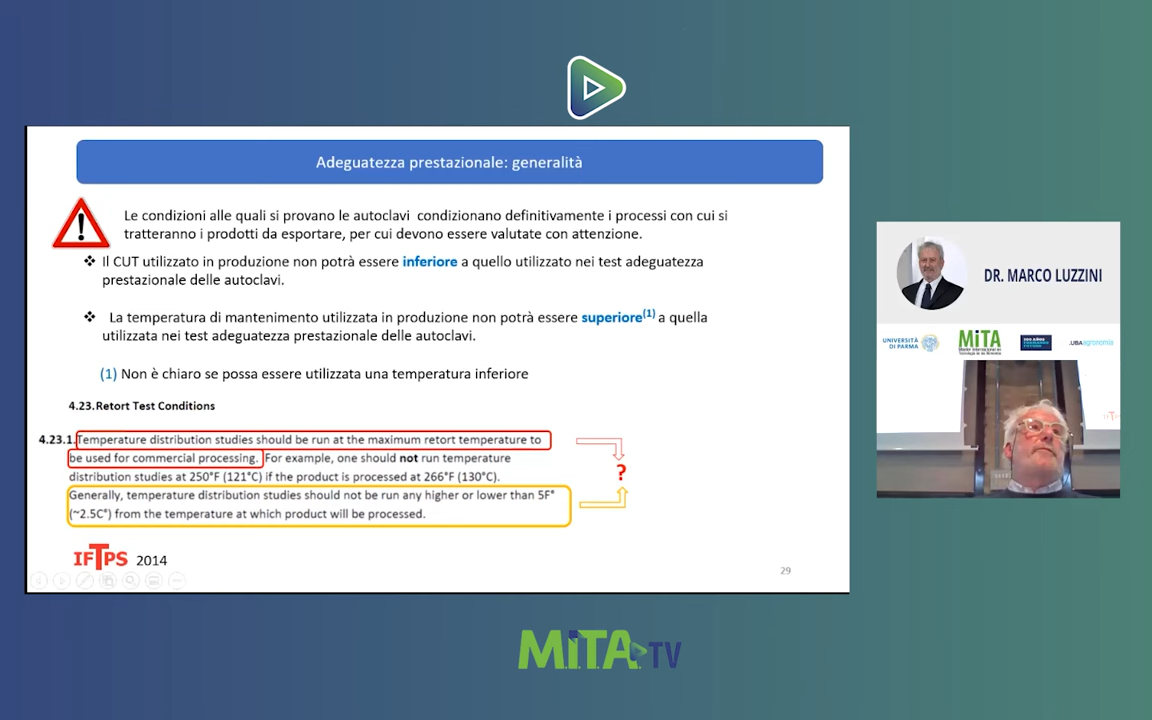 Adeguatezza prestazionale: generalità
Le condizioni alle quali si provano le autoclavi condizionano definitivamente i processi con cui si
tratteranno i prodotti da esportare, per cui devono essere valutate con attenzione.
❖ Il CUT utilizzato in produzione non potrà essere inferiore a quello utilizzato nei test adeguatezza
prestazionale delle autoclavi.
❖ La temperatura di mantenimento utilizzata in produzione non potrà essere superiore(1) a quella
utilizzata nei test adeguatezza prestazionale delle autoclavi.
(1) Non è chiaro se possa essere utilizzata una temperatura inferiore
4.23.Retort Test Conditions
4.23.1.Temperature distribution studies should be run at the maximum retort temperature to
be used for commercial processing. For example, one should not run temperature
distribution studies at 250°F (121°C) if the product is processed at 266°F (130°C).
Generally, temperature distribution studies should not be run any higher or lower than 5F°
(~2.5C°) from the temperature at which product will be processed.
?
IFTPS 2014
29
DR. MARCO LUZZINI
UNIVERSITÀ
DI PARMA
MiTA
.UBAagronomía
IFT
M.i.T.A. TV